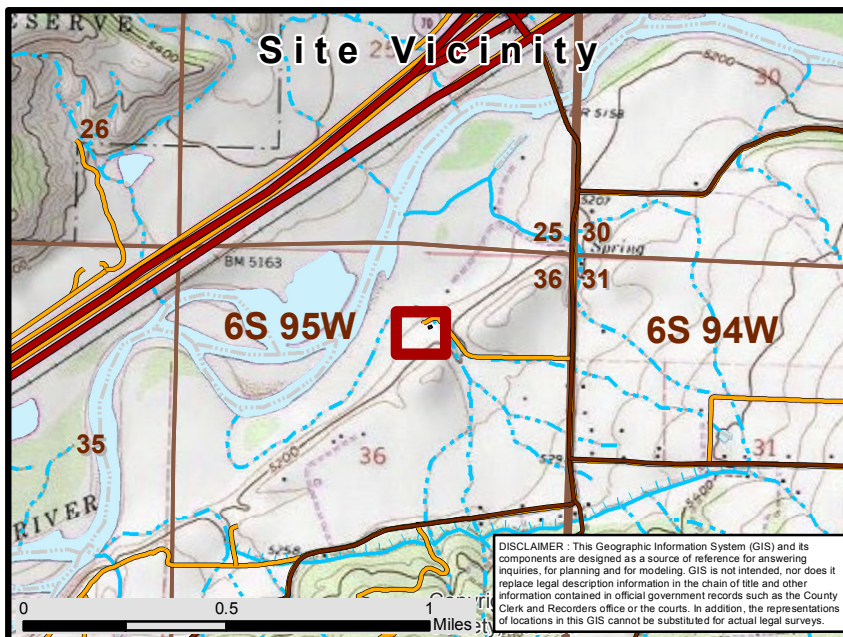 Site Vicinity
ESERVE
5400
25
70
5200
30
26
R 5158
5207
25 30
Spring
BM 5163
36 31
6S 95W
6S 94W
35
5200
36
529
31
5400
RIVER
5258
DISCLAIMER : This Geographic Information System (GIS) and its
components are designed as a source of reference for answering
inquiries, for planning and for modeling. GIS is not intended, nor does it
replace legal description information in the chain of title and other
information contained in official government records such as the County
Clerk and Recorders office or the courts. In addition, the representations
of locations in this GIS cannot be substituted for actual legal surveys.
0 0.5 1
Miles